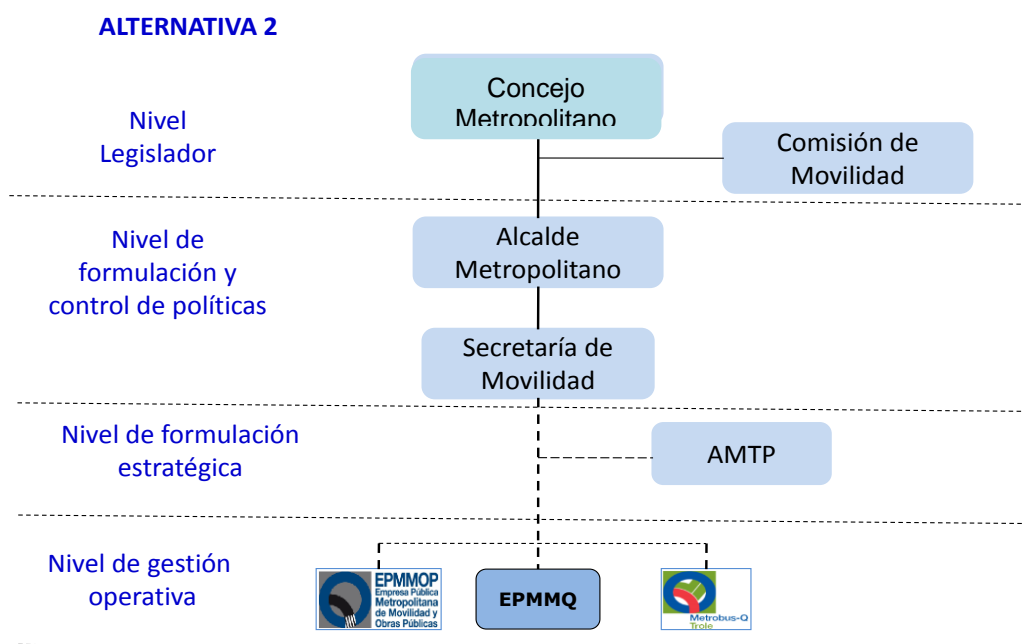 ALTERNATIVA 2
Concejo
Metropolitano
Nivel
Legislador
Comisión de
Movilidad
Nivel de
formulación y
control de políticas
Alcalde
Metropolitano
Secretaría de
Movilidad
Nivel de formulación
estratégica
AMTP
Nivel de gestión
operativa
EPMMOP
Empresa Pública
Metropolitana
de Movilidad y
Obras Públicas
EPMMQ
Metrobus-Q
Trole